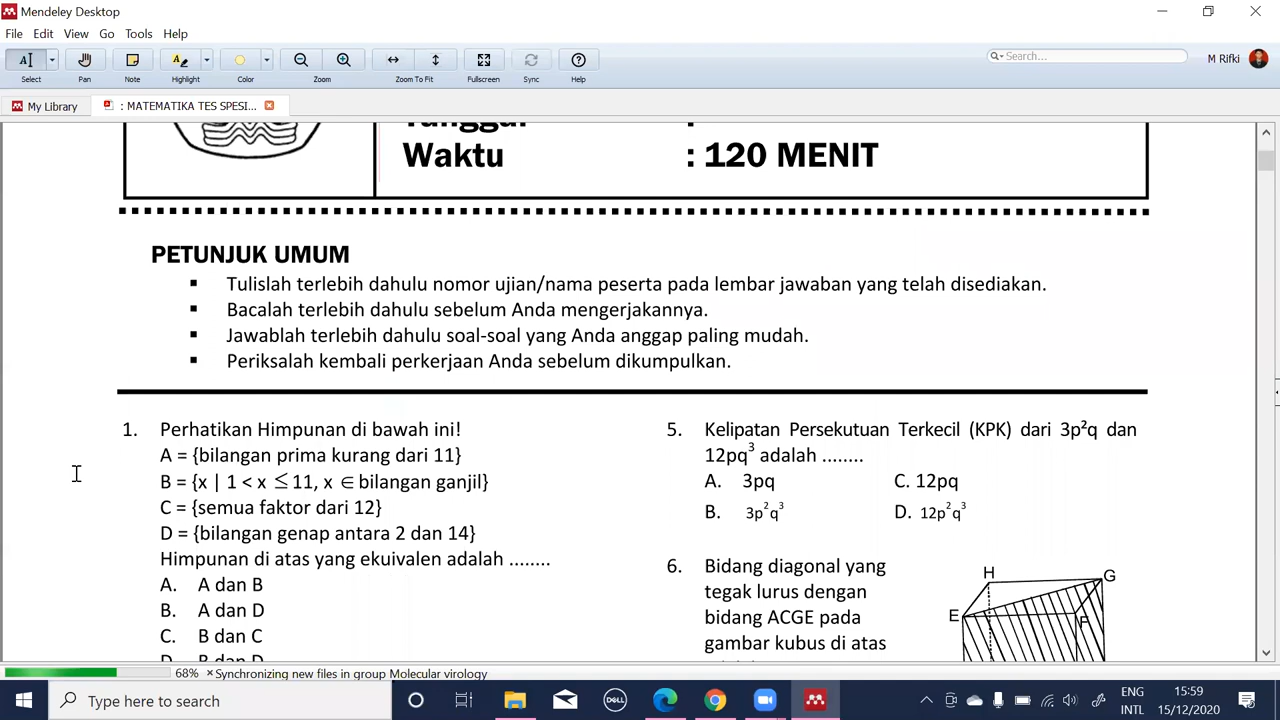 Mendeley Desktop
File Edit View Go Tools Help
Search...
M Rifki
Select Pan Note Highlight Color Zoom Zoom To Fit Fullscreen Sync Help
My Library
: MATEMATIKA TES SPESI...
Tanggal :
Waktu : 120 MENIT
PETUNJUK UMUM
▪ Tulislah terlebih dahulu nomor ujian/nama peserta pada lembar jawaban yang telah disediakan.
▪ Bacalah terlebih dahulu sebelum Anda mengerjakannya.
▪ Jawablah terlebih dahulu soal-soal yang Anda anggap paling mudah.
▪ Periksalah kembali perkerjaan Anda sebelum dikumpulkan.
1. Perhatikan Himpunan di bawah ini!
A = {bilangan prima kurang dari 11}
B = {x | 1 < x ≤ 11, x ∈ bilangan ganjil}
C = {semua faktor dari 12}
D = {bilangan genap antara 2 dan 14}
Himpunan di atas yang ekuivalen adalah ........
A. A dan B
B. A dan D
C. B dan C
D. B dan D
5. Kelipatan Persekutuan Terkecil (KPK) dari 3p²q dan
12pq³ adalah ........
A. 3pq C. 12pq
B. 3p²q³ D. 12p²q³
6. Bidang diagonal yang
tegak lurus dengan
bidang ACGE pada
gambar kubus di atas
H
G
E
F
68% Synchronizing new files in group Molecular virology
Type here to search
DELL
ENG
INTL
15:59
15/12/2020